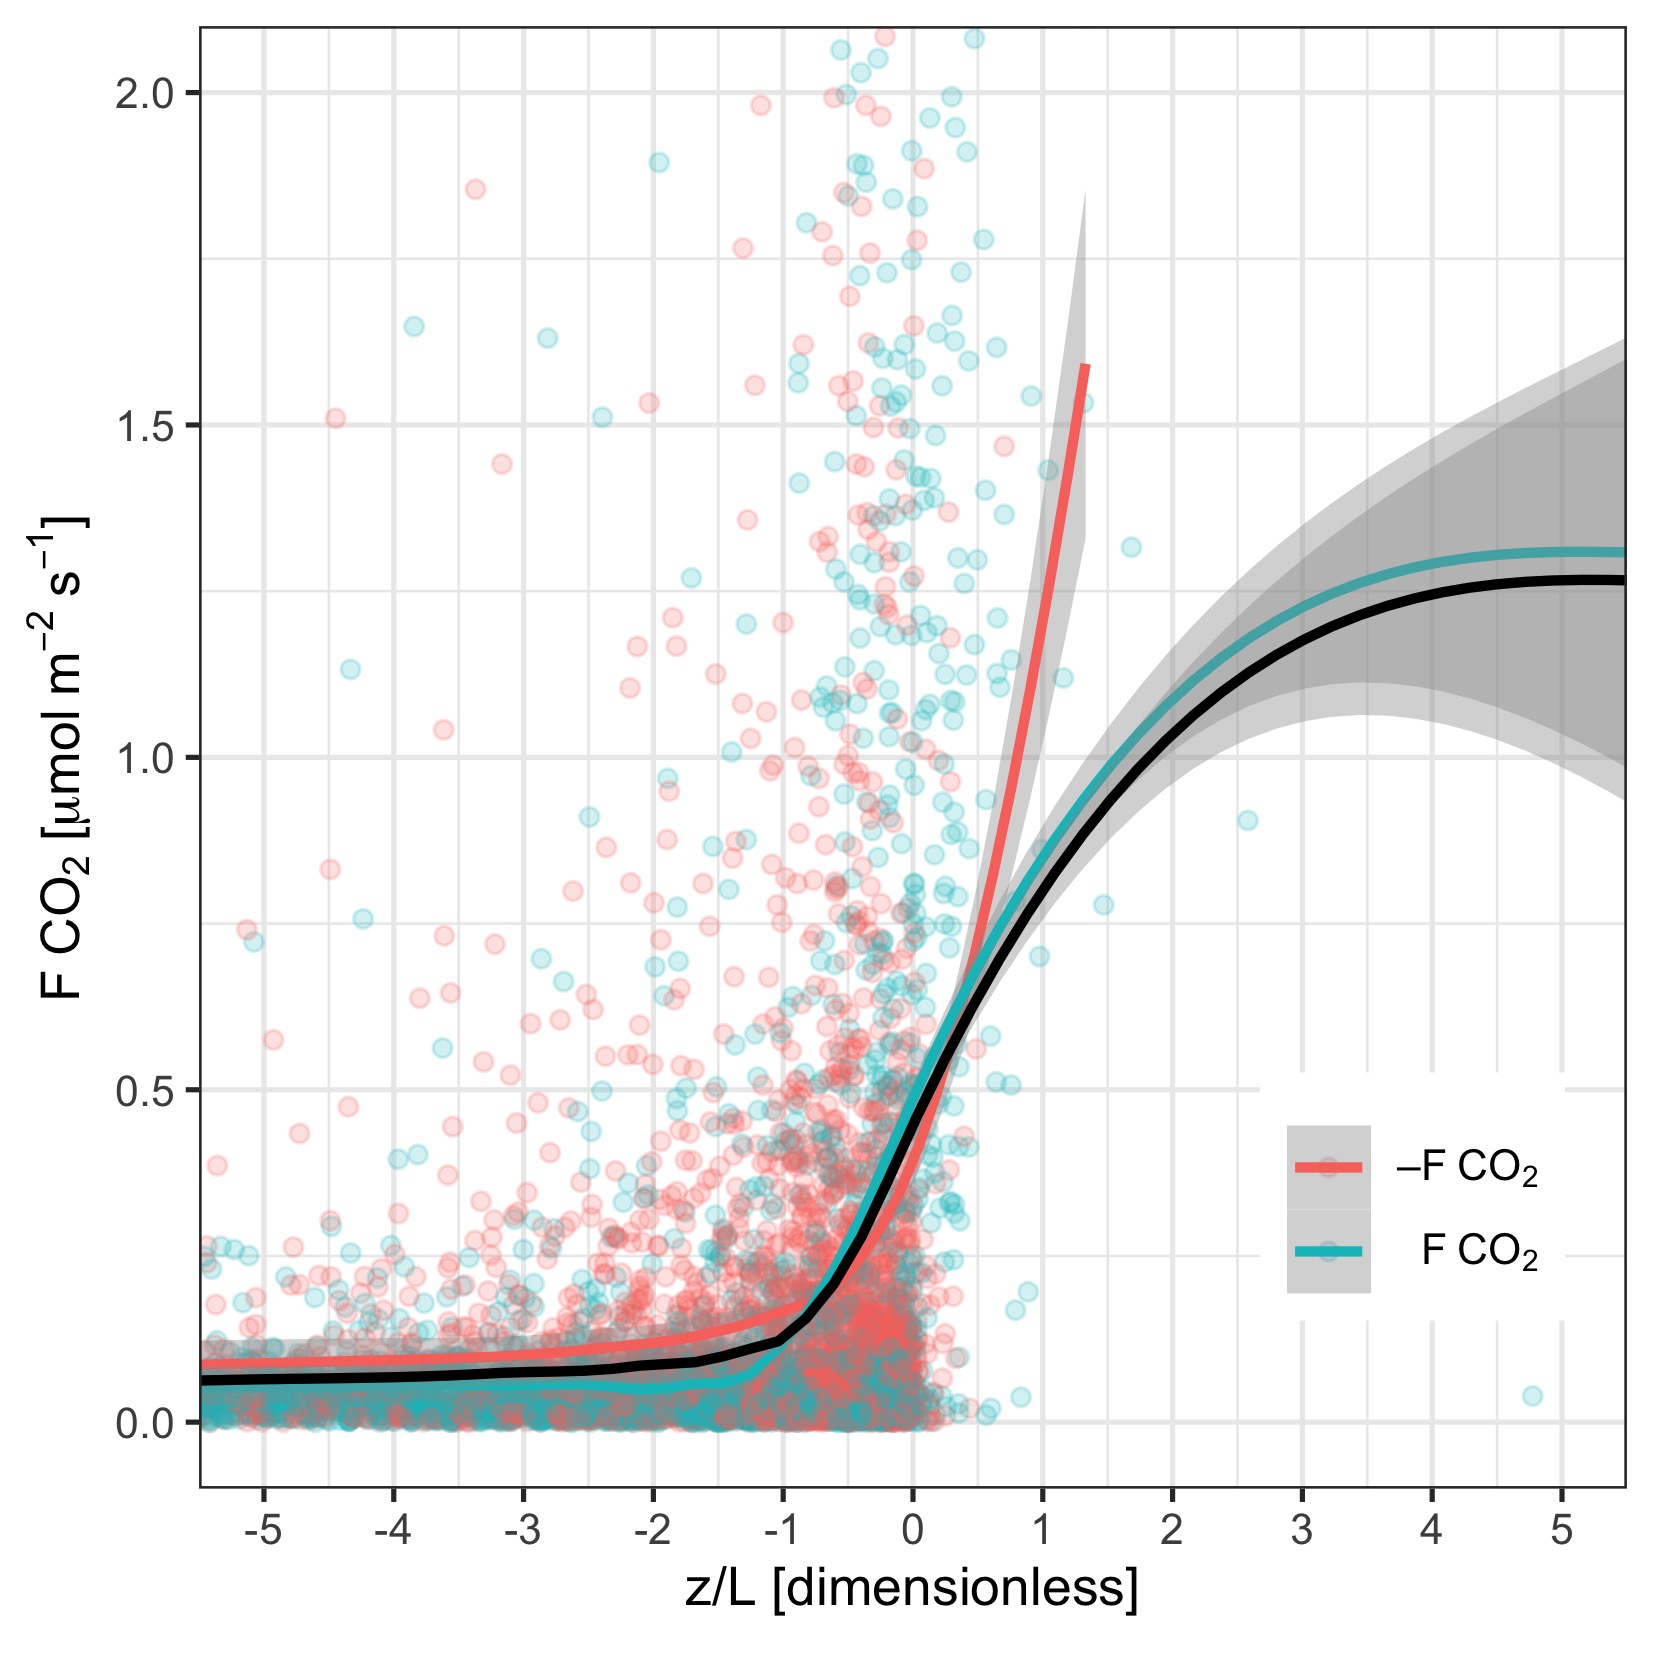 F CO₂ [μmol m⁻² s⁻¹]
2.0
1.5
1.0
0.5
0.0
–F CO₂
F CO₂
-5 -4 -3 -2 -1 0 1 2 3 4 5
z/L [dimensionless]